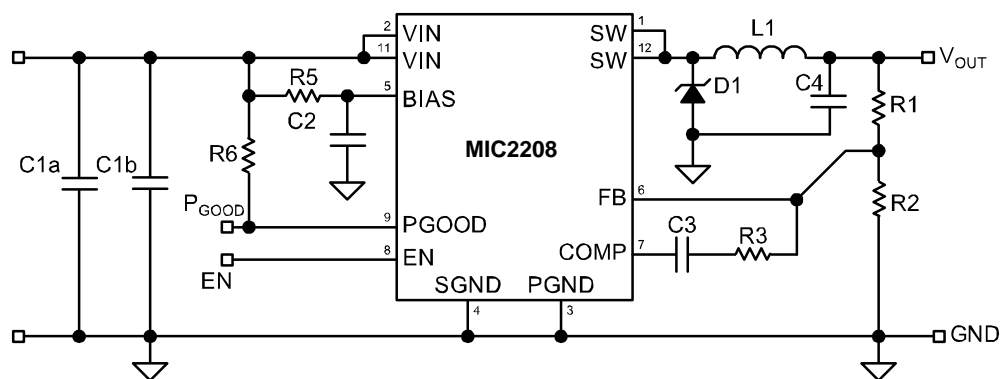 2
VIN
11
VIN
1
SW
12
SW
L1
VOUT
R5
5
BIAS
C2
D1
C4
R1
MIC2208
R6
C1a
C1b
PGOOD
9
PGOOD
FB
6
R2
C3
R3
COMP
7
8
EN
EN
SGND
PGND
4
3
GND